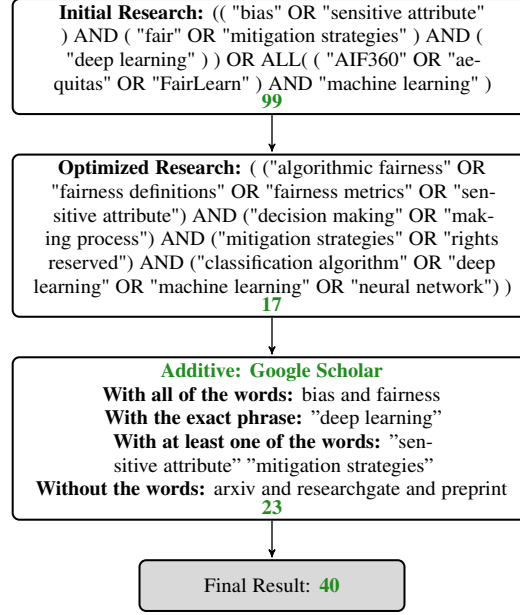 Initial Research: (( "bias" OR "sensitive attribute"
) AND ( "fair" OR "mitigation strategies" ) AND (
"deep learning" ) ) OR ALL( ( "AIF360" OR "ae-
quitas" OR "FairLearn" ) AND "machine learning" )
99
Optimized Research: ( ("algorithmic fairness" OR
"fairness definitions" OR "fairness metrics" OR "sen-
sitive attribute") AND ("decision making" OR "mak-
ing process") AND ("mitigation strategies" OR "rights
reserved") AND ("classification algorithm" OR "deep
learning" OR "machine learning" OR "neural network") )
17
Additive: Google Scholar
With all of the words: bias and fairness
With the exact phrase: ”deep learning”
With at least one of the words: ”sen-
sitive attribute” ”mitigation strategies”
Without the words: arxiv and researchgate and preprint
23
Final Result: 40